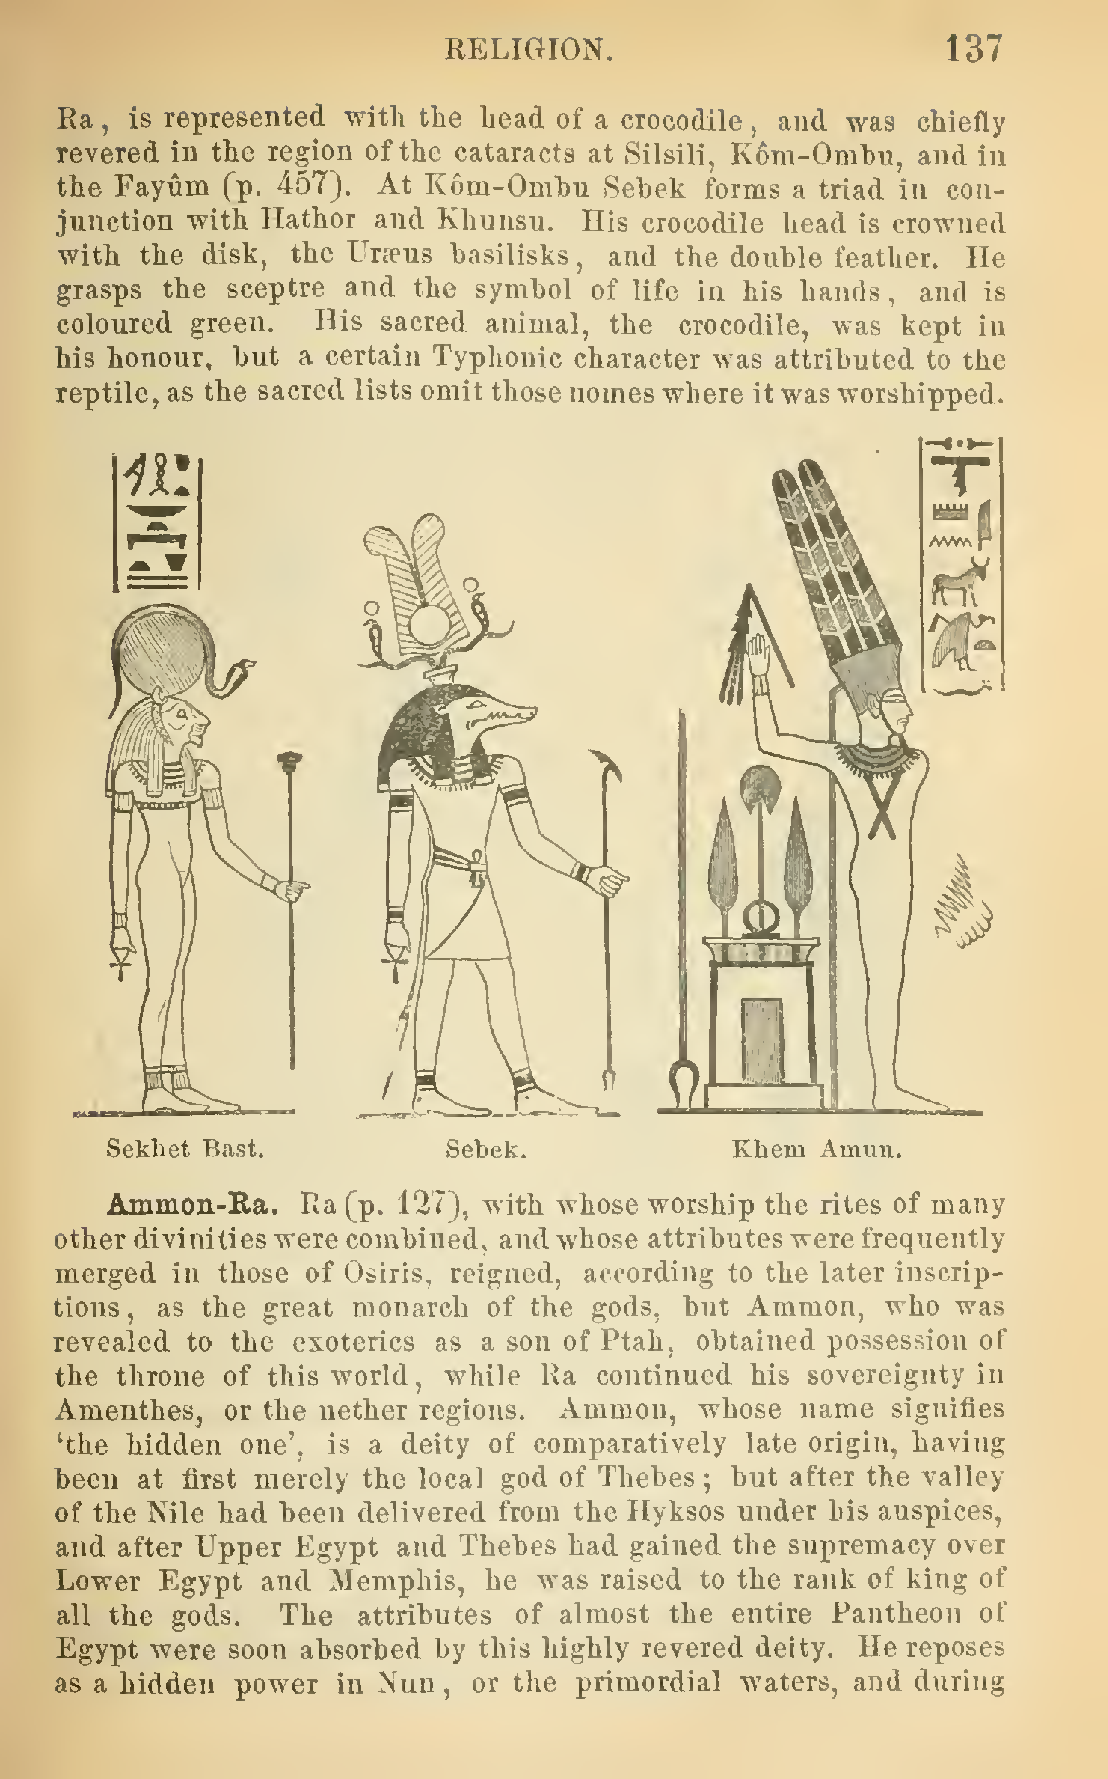 RELIGION. 137
Ra, is represented with the head of a crocodile, and was chiefly
revered in the region of the cataracts at Silsili, Kôm-Ombu, and in
the Fayûm (p. 457). At Kôm-Ombu Sebek forms a triad in con-
junction with Hathor and Khunsu. His crocodile head is crowned
with the disk, the Uræus basilisks, and the double feather. He
grasps the sceptre and the symbol of life in his hands, and is
coloured green. His sacred animal, the crocodile, was kept in
his honour, but a certain Typhonic character was attributed to the
reptile, as the sacred lists omit those nomes where it was worshipped.
Sekhet Bast. Sebek. Khem Amun.
Ammon-Ra. Ra (p. 127), with whose worship the rites of many
other divinities were combined, and whose attributes were frequently
merged in those of Osiris, reigned, according to the later inscrip-
tions, as the great monarch of the gods, but Ammon, who was
revealed to the exoterics as a son of Ptah, obtained possession of
the throne of this world, while Ra continued his sovereignty in
Amenthes, or the nether regions. Ammon, whose name signifies
‘the hidden one’, is a deity of comparatively late origin, having
been at first merely the local god of Thebes; but after the valley
of the Nile had been delivered from the Hyksos under his auspices,
and after Upper Egypt and Thebes had gained the supremacy over
Lower Egypt and Memphis, he was raised to the rank of king of
all the gods. The attributes of almost the entire Pantheon of
Egypt were soon absorbed by this highly revered deity. He reposes
as a hidden power in Nun, or the primordial waters, and during